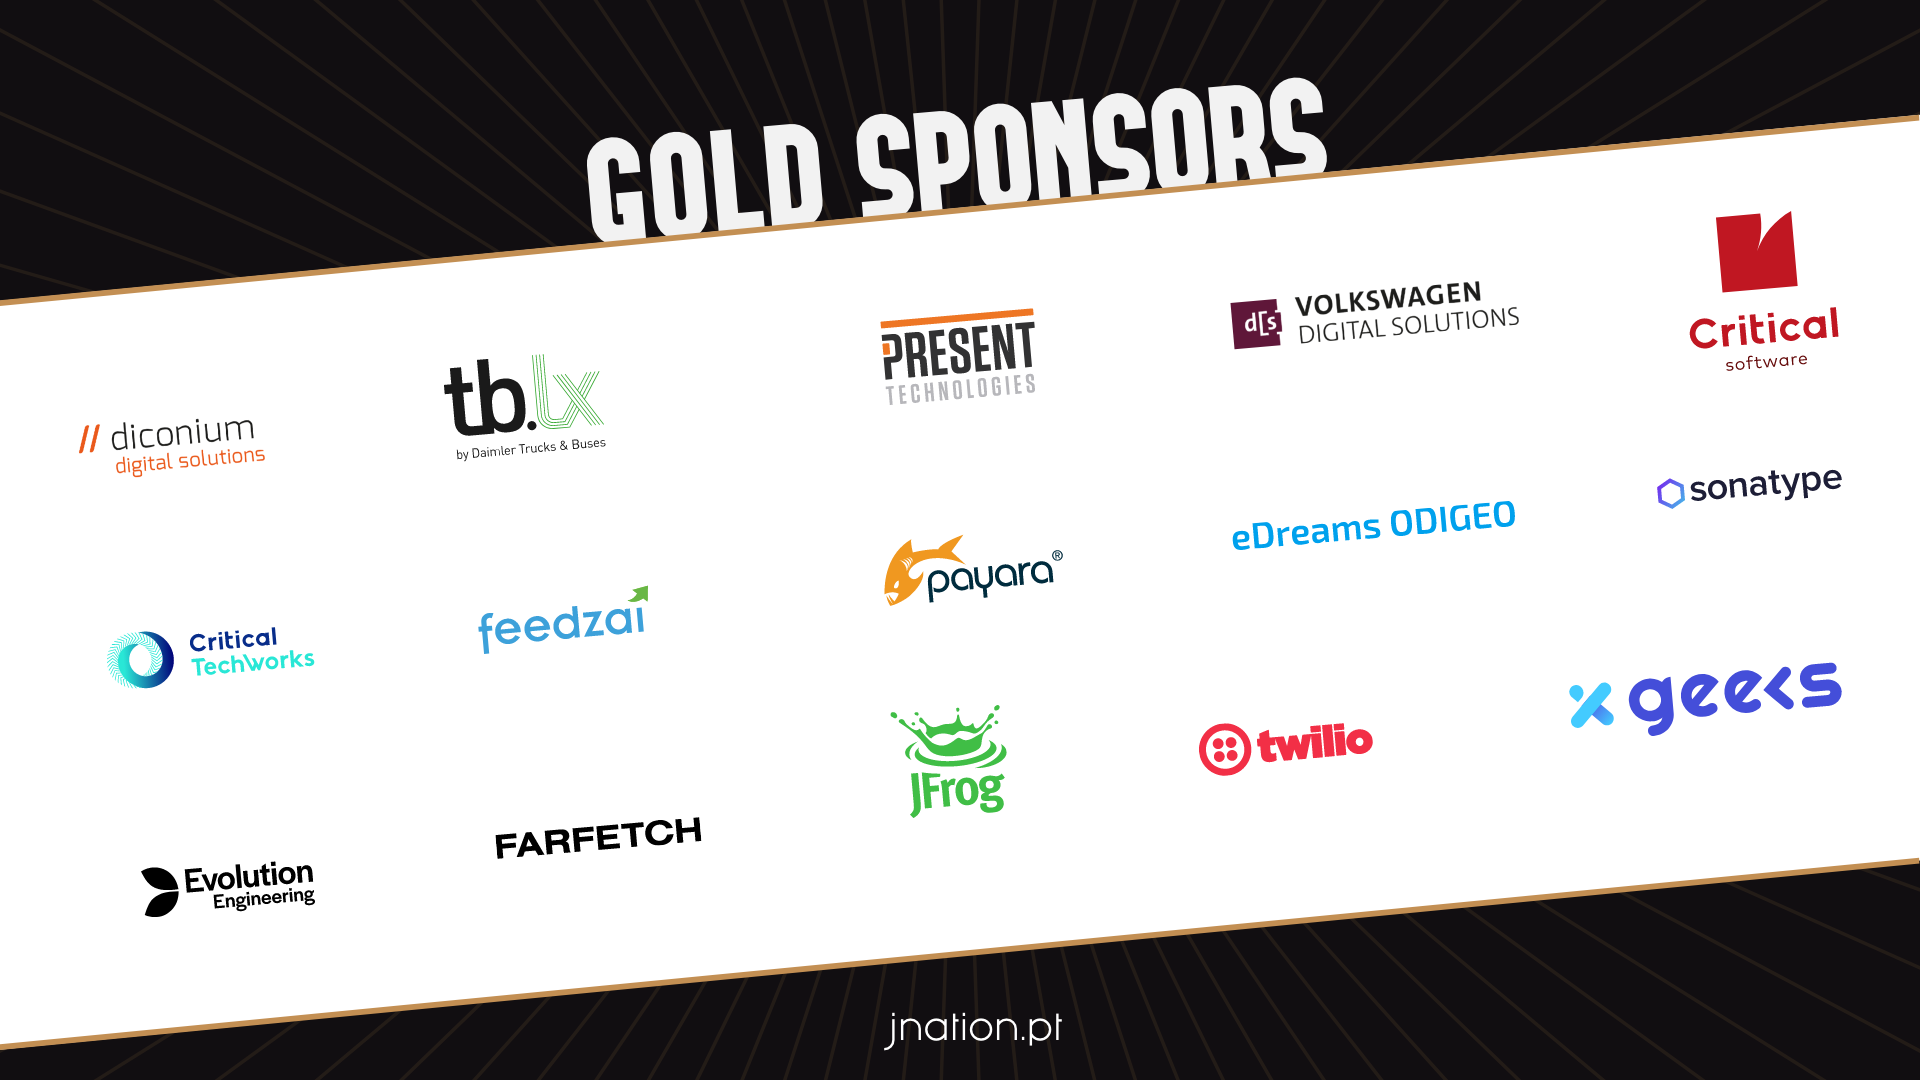 GOLD SPONSORS
// diconium
digital solutions
tb.lx
by Daimler Trucks & Buses
PRESENT
TECHNOLOGIES
d[s]
VOLKSWAGEN
DIGITAL SOLUTIONS
Critical
software
Critical
TechWorks
feedzai
payara®
eDreams ODIGEO
sonatype
Evolution
Engineering
FARFETCH
JFrog
twilio
xgeeks
jnation.pt